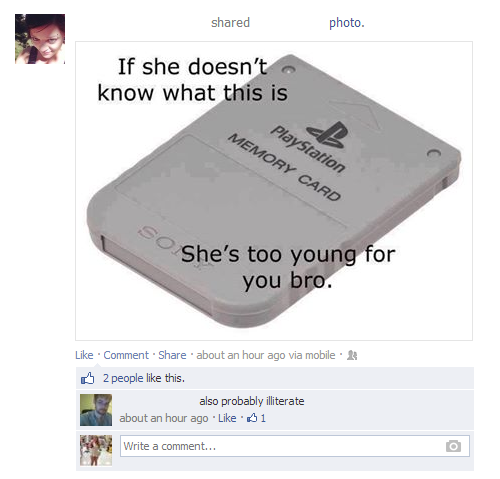 shared photo.
If she doesn't
know what this is
PlayStation
MEMORY CARD
SONY
She's too young for
you bro.
Like · Comment · Share · about an hour ago via mobile ·
2 people like this.
also probably illiterate
about an hour ago · Like · 1
Write a comment...